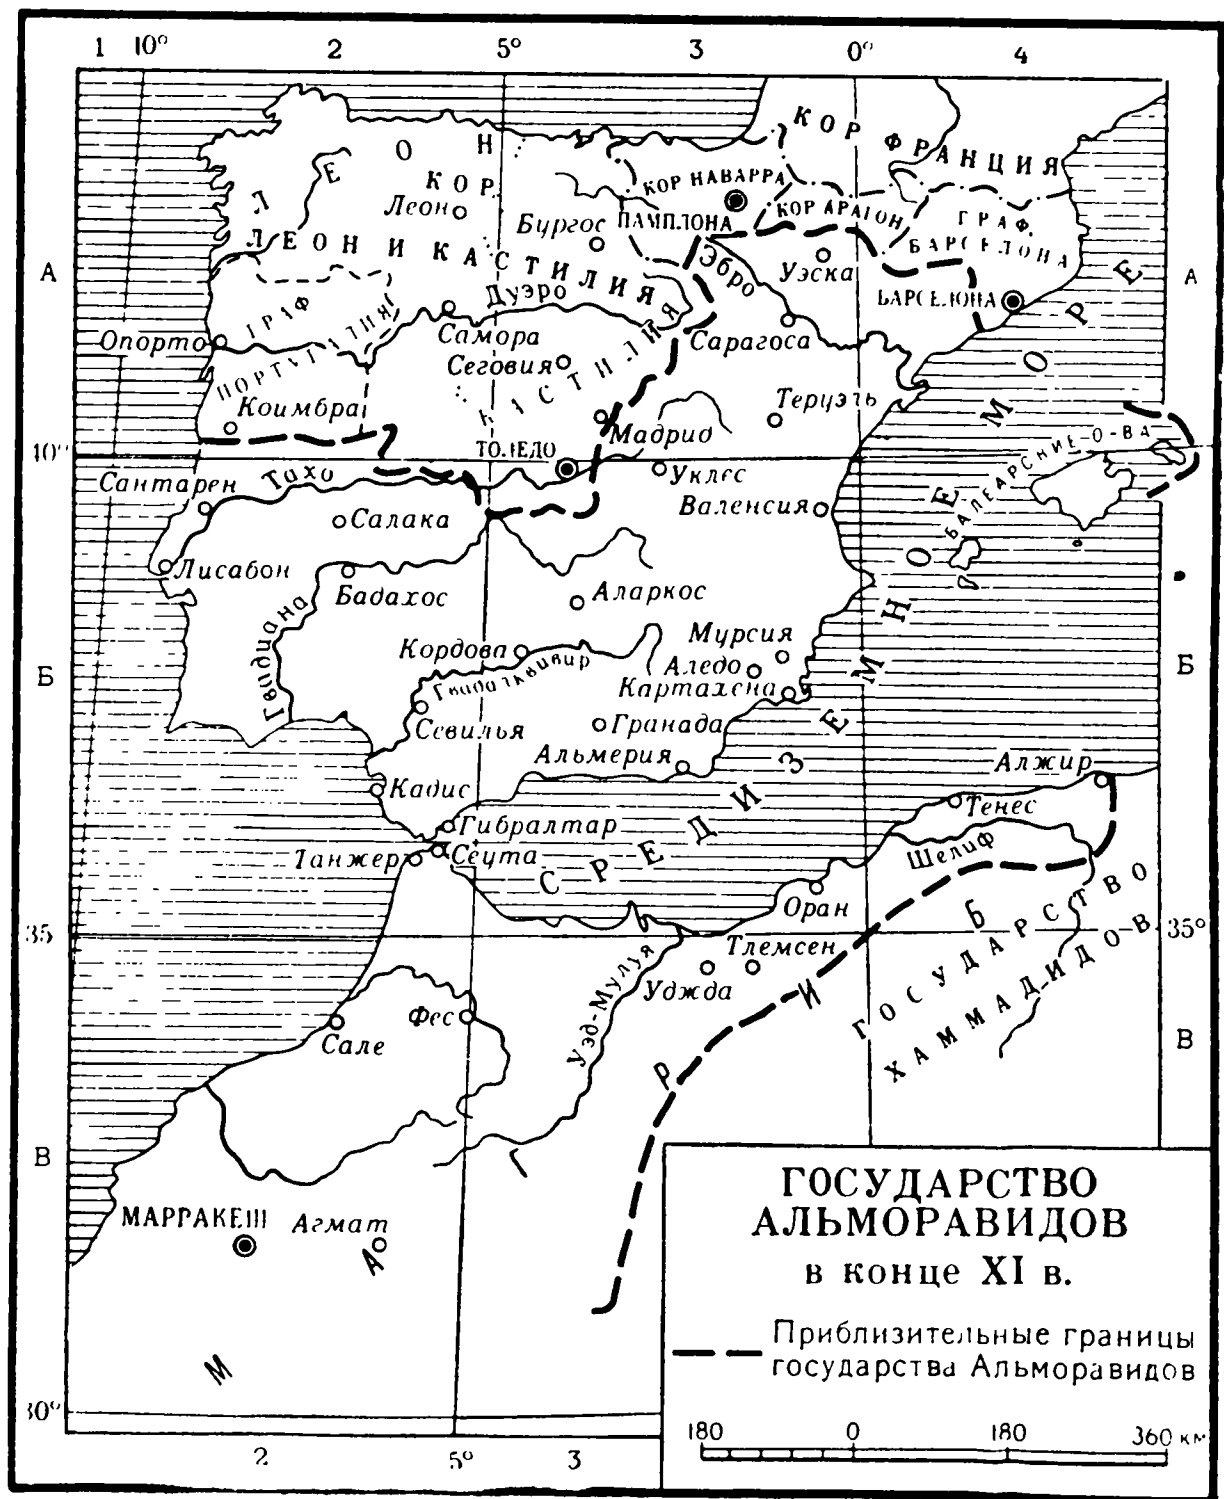 1 10° 2 5° 3 0° 4
КОР ФРАНЦИЯ
ЛЕОН
КОР.
КОР НАВАРРА
Леон
ПАМПЛОНА
КОР АРАГОН
ГРАФ.
БАРСЕЛОНА
Бургос
ЛЕОН И КАСТИЛИЯ
Эбро
Уэска
А
А
Дуэро
БАРСЕЛОНА
ГРАФ
ПОРТУГАЛИЯ
Опорто
Самора
Сарагоса
Сеговия
КАСТИЛИЯ
Коимбра
Теруэль
Мадрид
БАЛЕАРСКИЕ О-ВА
ТОЛЕДО
Тахо
Уклес
Сантарен
Салака
Валенсия
Лисабон
Бадахос
Аларкос
Гвидиана
Кордова
Гвадалквивир
Мурсия
Аледо
Картахена
Б
Б
Севилья
Гранада
Альмерия
СРЕДИЗЕМНОЕ МОРЕ
Кадис
Алжир
Тенес
Гибралтар
Танжер
Сеута
Шелиф
Оран
35°
Тлемсен
Уджда
ГОСУДАРСТВО
ХАММАДИДОВ
Уэд-Мулуя
Фес
Сале
МАГРИБ
В
В
МАРРАКЕШ
Агмат
ГОСУДАРСТВО
АЛЬМОРАВИДОВ
в конце XI в.
Приблизительные границы
государства Альморавидов
180 0 180 360 км
2 5° 3